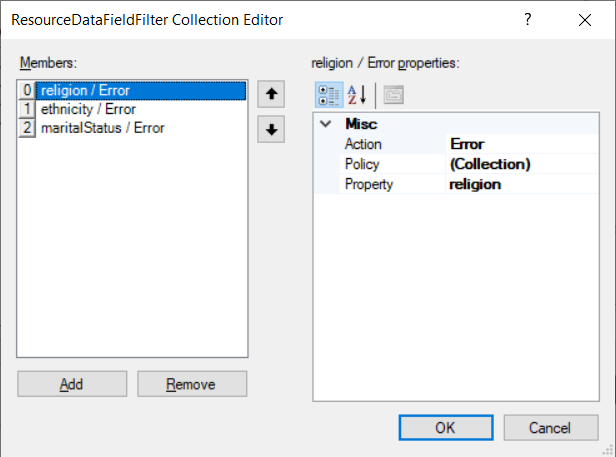 ResourceDataFieldFilter Collection Editor
?
Members:
0 religion / Error
1 ethnicity / Error
2 maritalStatus / Error
Add
Remove
religion / Error properties:
A
Z
Misc
Action Error
Policy (Collection)
Property religion
OK
Cancel